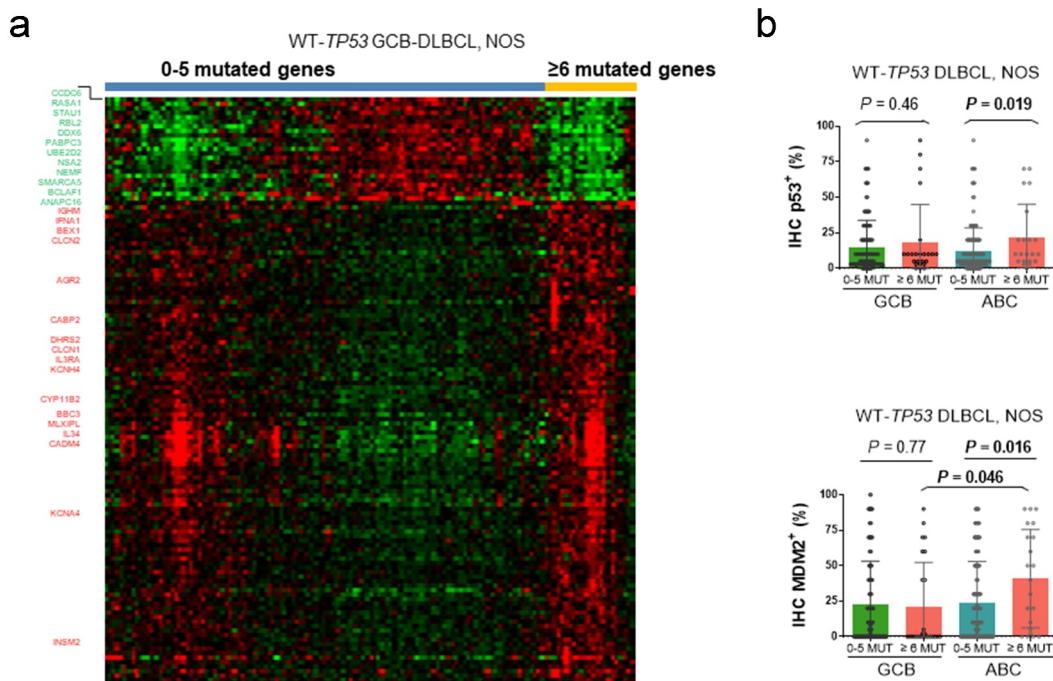 a
WT-TP53 GCB-DLBCL, NOS
0-5 mutated genes
≥6 mutated genes
CCDC6
RASA1
STAU1
RBL2
DDX6
PABPC3
UBE2D2
NSA2
NEMF
SMARCA5
BCLAF1
ANAPC16
IGHM
IFNA1
BEX1
CLCN2
AGR2
CABP2
DHRS2
CLCN1
IL3RA
KCNH4
CYP11B2
BBC3
MLXIPL
IL34
CADM4
KCNA4
INSM2
b
WT-TP53 DLBCL, NOS
P = 0.46
P = 0.019
IHC p53+ (%)
100
75
50
25
0
0-5 MUT
≥ 6 MUT
0-5 MUT
≥ 6 MUT
GCB
ABC
WT-TP53 DLBCL, NOS
P = 0.77
P = 0.016
P = 0.046
IHC MDM2+ (%)
100
75
50
25
0
0-5 MUT
≥ 6 MUT
0-5 MUT
≥ 6 MUT
GCB
ABC